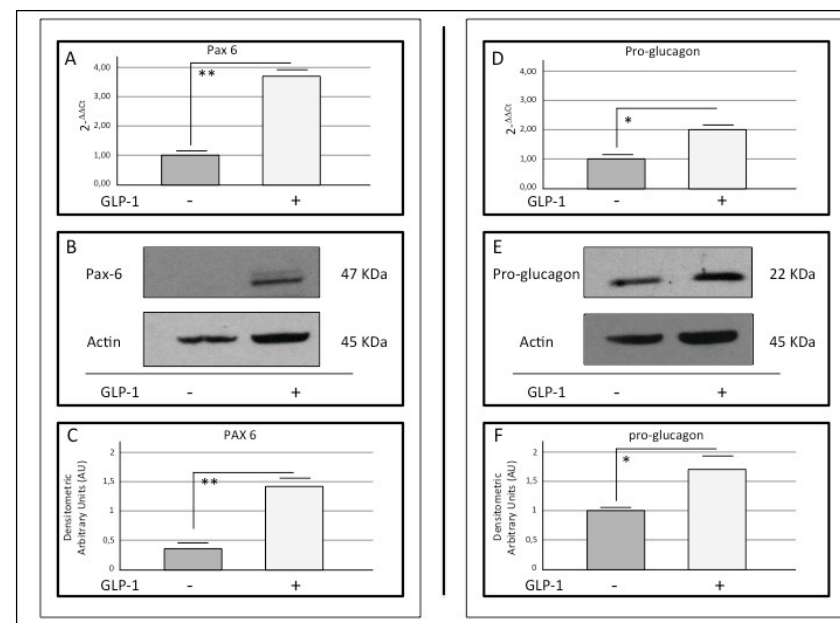 A
Pax 6
4,00
3,00
2,00
1,00
0,00
2-ΔΔCt
**
GLP-1 - +
B
Pax-6 47 KDa
Actin 45 KDa
GLP-1 - +
C
PAX 6
2
1,5
1
0,5
0
Densitometric
Arbitrary Units (AU)
**
GLP-1 - +
D
Pro-glucagon
4,00
3,00
2,00
1,00
0,00
2-ΔΔCt
*
GLP-1 - +
E
Pro-glucagon 22 KDa
Actin 45 KDa
GLP-1 - +
F
pro-glucagon
2
1,5
1
0,5
0
Densitometric
Arbitrary Units (AU)
*
GLP-1 - +